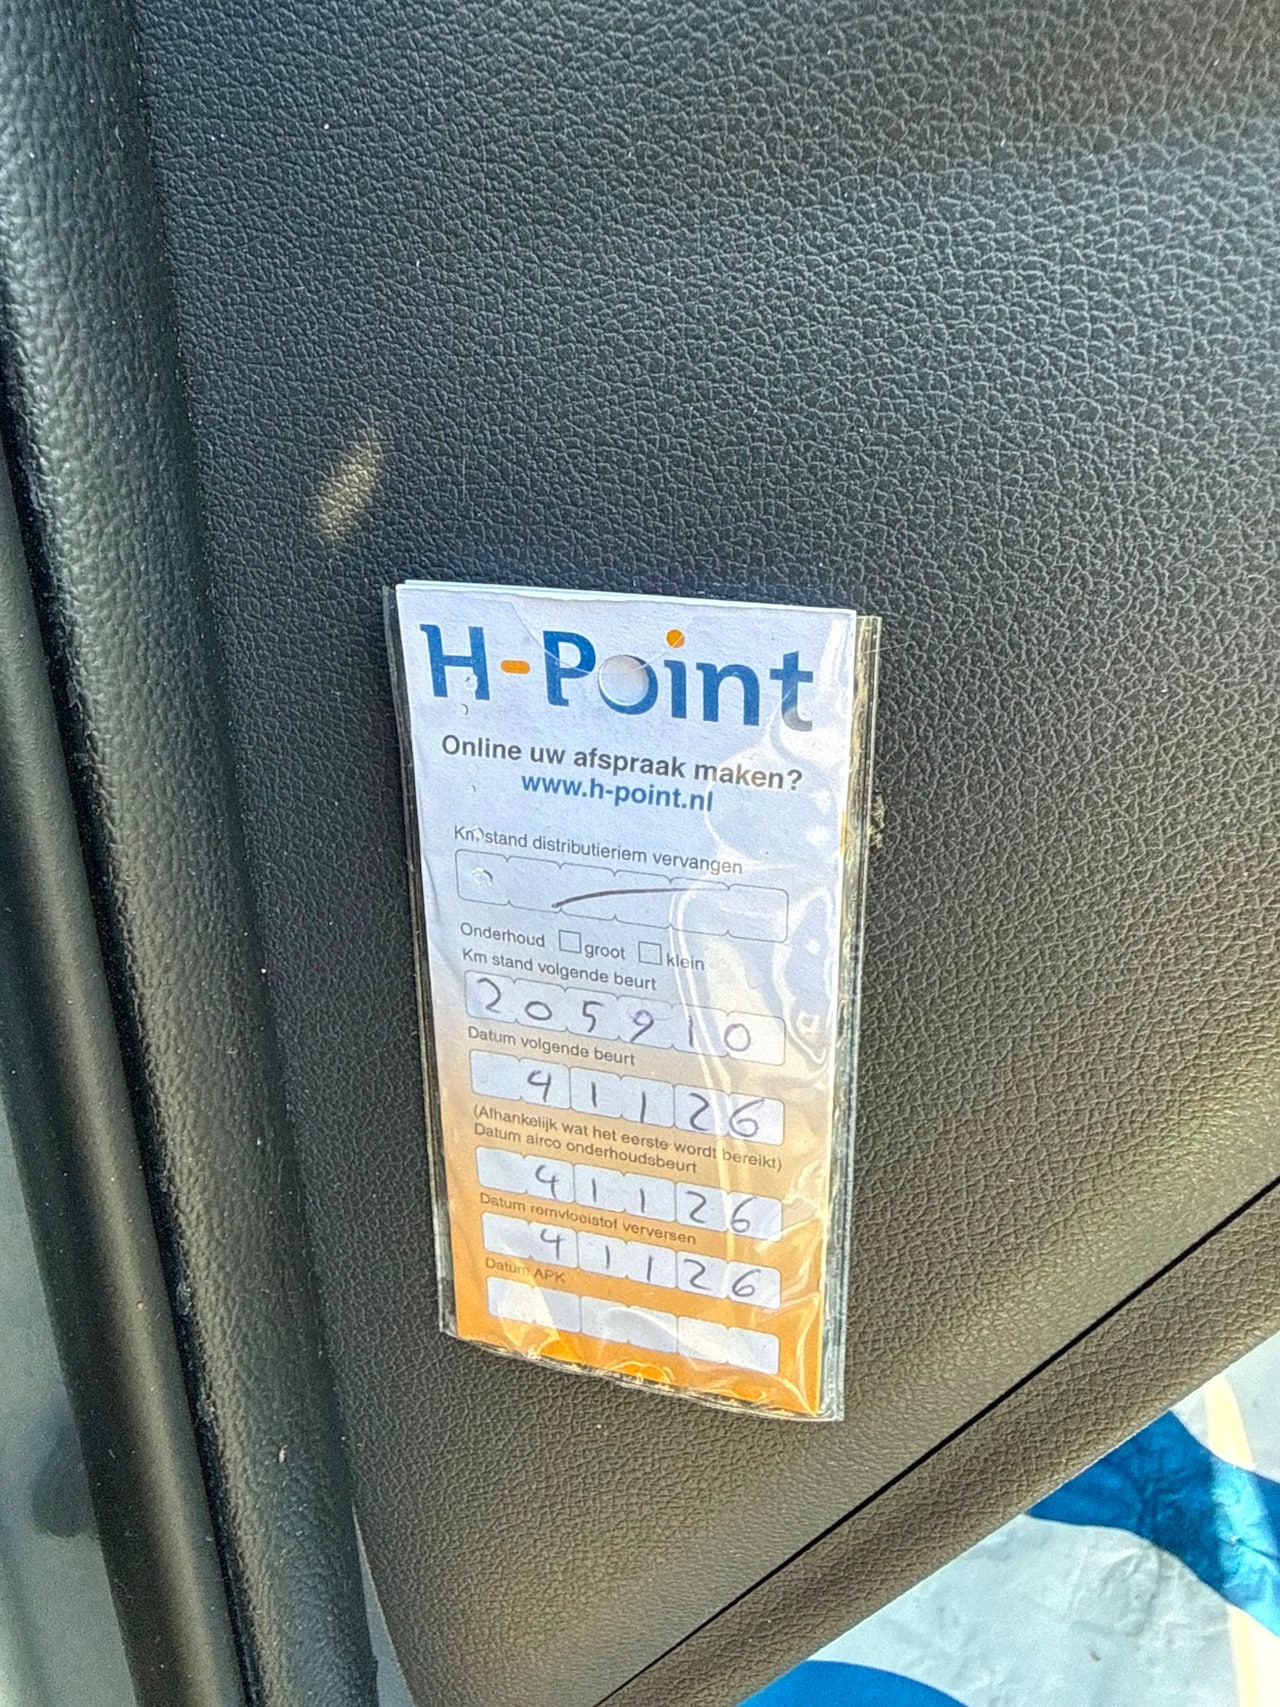 H-Point
Online uw afspraak maken?
www.h-point.nl
Km stand distributieriem vervangen
Onderhoud groot klein
Km stand volgende beurt
205910
Datum volgende beurt
4 11 26
(Afhankelijk wat het eerste wordt bereikt)
Datum airco onderhoudsbeurt
4 11 26
Datum remvloeistof verversen
4 11 26
Datum APK